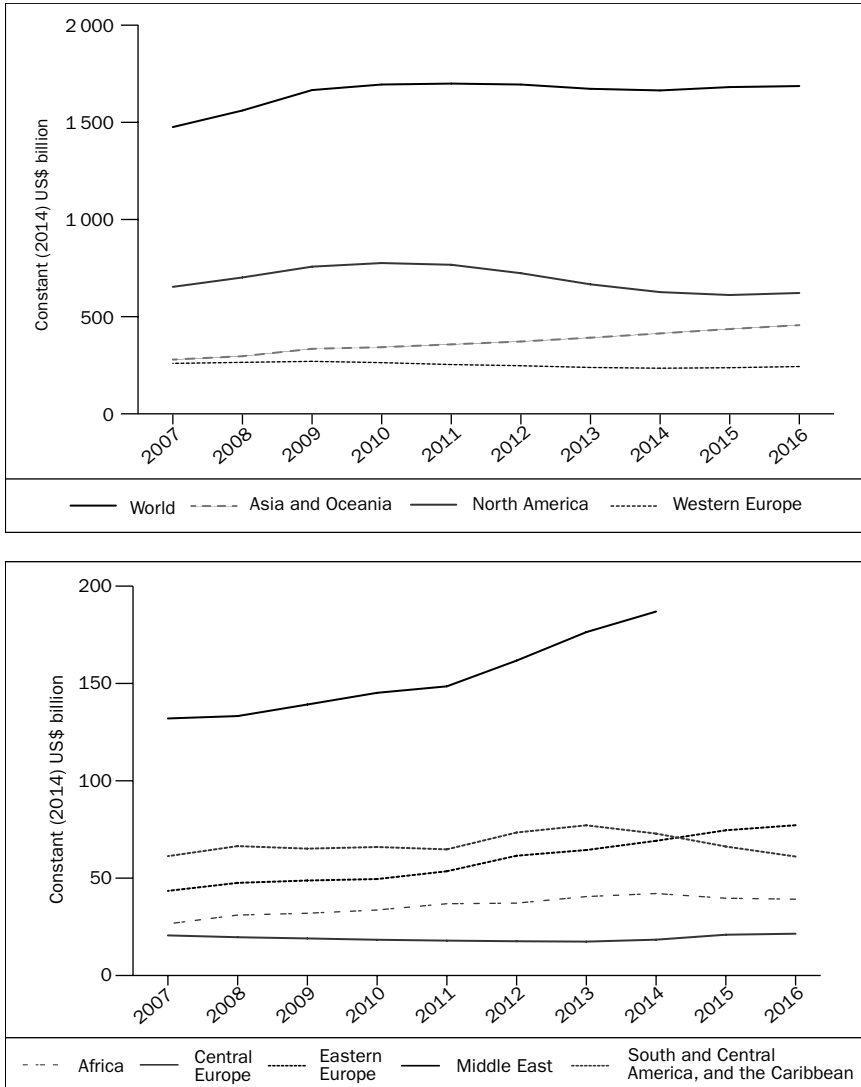 2 000
1 500
1 000
500
0
Constant (2014) US$ billion
2007 2008 2009 2010 2011 2012 2013 2014 2015 2016
World Asia and Oceania North America Western Europe
200
150
100
50
0
Constant (2014) US$ billion
2007 2008 2009 2010 2011 2012 2013 2014 2015 2016
Africa Central Eastern Middle East South and Central
Europe Europe America, and the Caribbean